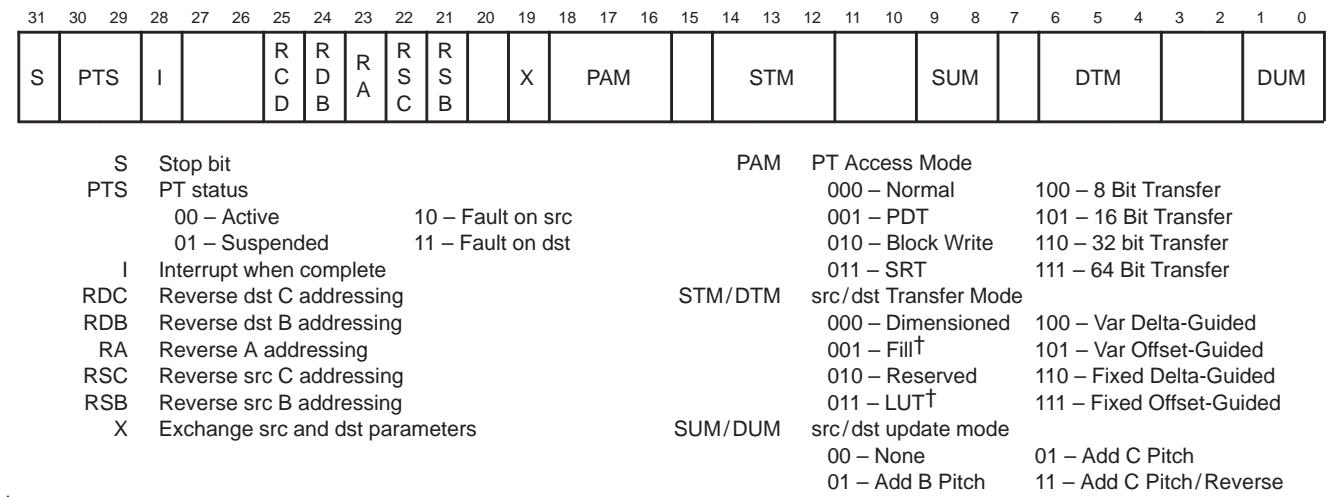 31 30 29 28 27 26 25 24 23 22 21 20 19 18 17 16 15 14 13 12 11 10 9 8 7 6 5 4 3 2 1 0
S PTS I RCD RDB RA RSC RSB X PAM STM SUM DTM DUM
S Stop bit
PTS PT status
00 – Active 10 – Fault on src
01 – Suspended 11 – Fault on dst
I Interrupt when complete
RDC Reverse dst C addressing
RDB Reverse dst B addressing
RA Reverse A addressing
RSC Reverse src C addressing
RSB Reverse src B addressing
X Exchange src and dst parameters
PAM PT Access Mode
000 – Normal 100 – 8 Bit Transfer
001 – PDT 101 – 16 Bit Transfer
010 – Block Write 110 – 32 bit Transfer
011 – SRT 111 – 64 Bit Transfer
STM/DTM src/dst Transfer Mode
000 – Dimensioned 100 – Var Delta-Guided
001 – Fill† 101 – Var Offset-Guided
010 – Reserved 110 – Fixed Delta-Guided
011 – LUT† 111 – Fixed Offset-Guided
SUM/DUM src/dst update mode
00 – None 01 – Add C Pitch
01 – Add B Pitch 11 – Add C Pitch/Reverse